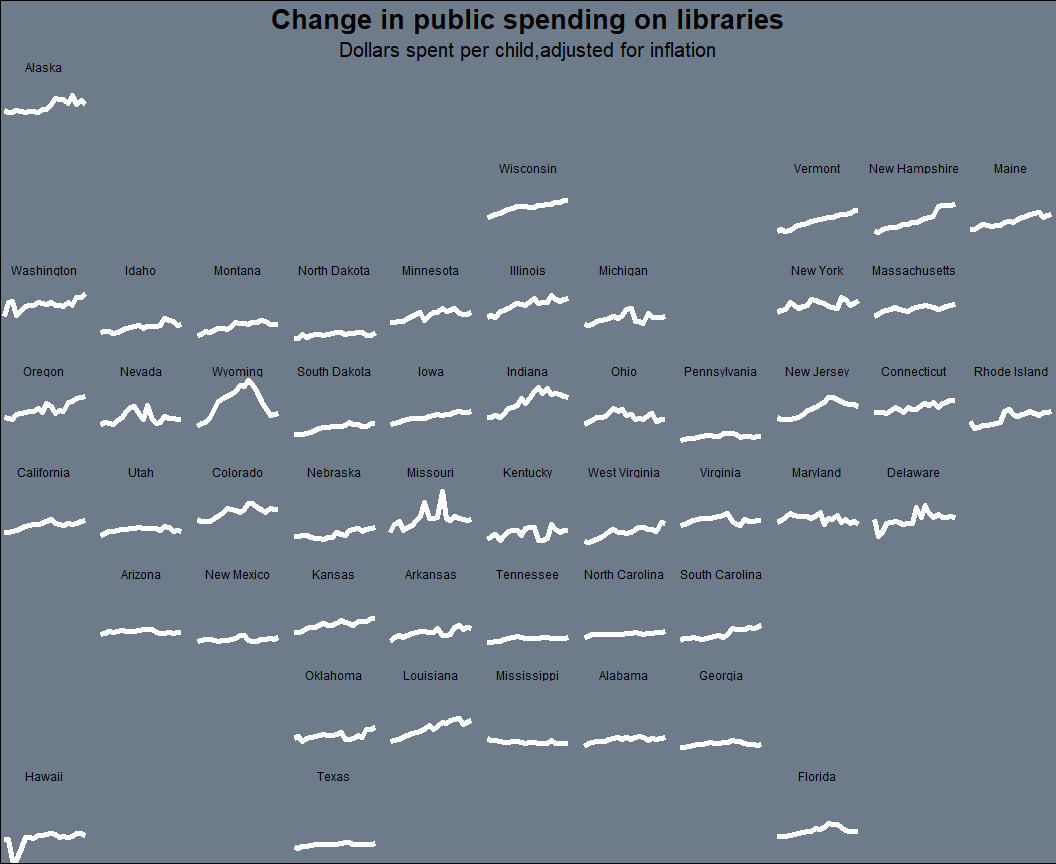 Change in public spending on libraries
Dollars spent per child,adjusted for inflation
Alaska
Wisconsin Vermont New Hampshire Maine
Washington Idaho Montana North Dakota Minnesota Illinois Michigan New York Massachusetts
Oregon Nevada Wyoming South Dakota Iowa Indiana Ohio Pennsylvania New Jersey Connecticut Rhode Island
California Utah Colorado Nebraska Missouri Kentucky West Virginia Virginia Maryland Delaware
Arizona New Mexico Kansas Arkansas Tennessee North Carolina South Carolina
Oklahoma Louisiana Mississippi Alabama Georgia
Hawaii Texas Florida